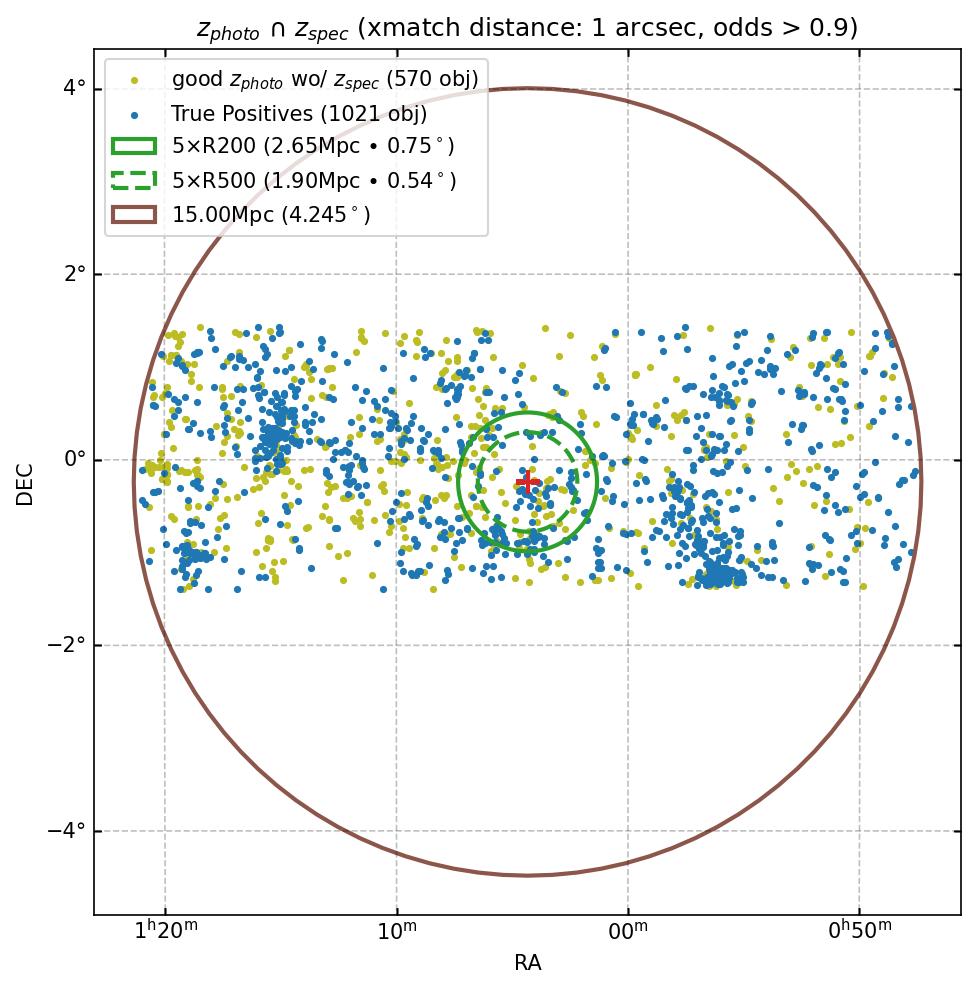 z_photo ∩ z_spec (xmatch distance: 1 arcsec, odds > 0.9)
good z_photo wo/ z_spec (570 obj)
True Positives (1021 obj)
5×R200 (2.65Mpc • 0.75°)
5×R500 (1.90Mpc • 0.54°)
15.00Mpc (4.245°)
4°
2°
0°
−2°
−4°
DEC
1ʰ20ᵐ 10ᵐ 00ᵐ 0ʰ50ᵐ
RA